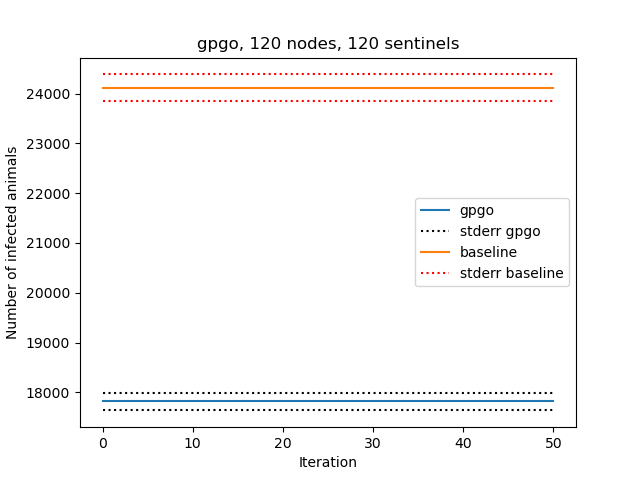 gpgo, 120 nodes, 120 sentinels
Number of infected animals
24000
23000
22000
21000
20000
19000
18000
gpgo
stderr gpgo
baseline
stderr baseline
0 10 20 30 40 50
Iteration